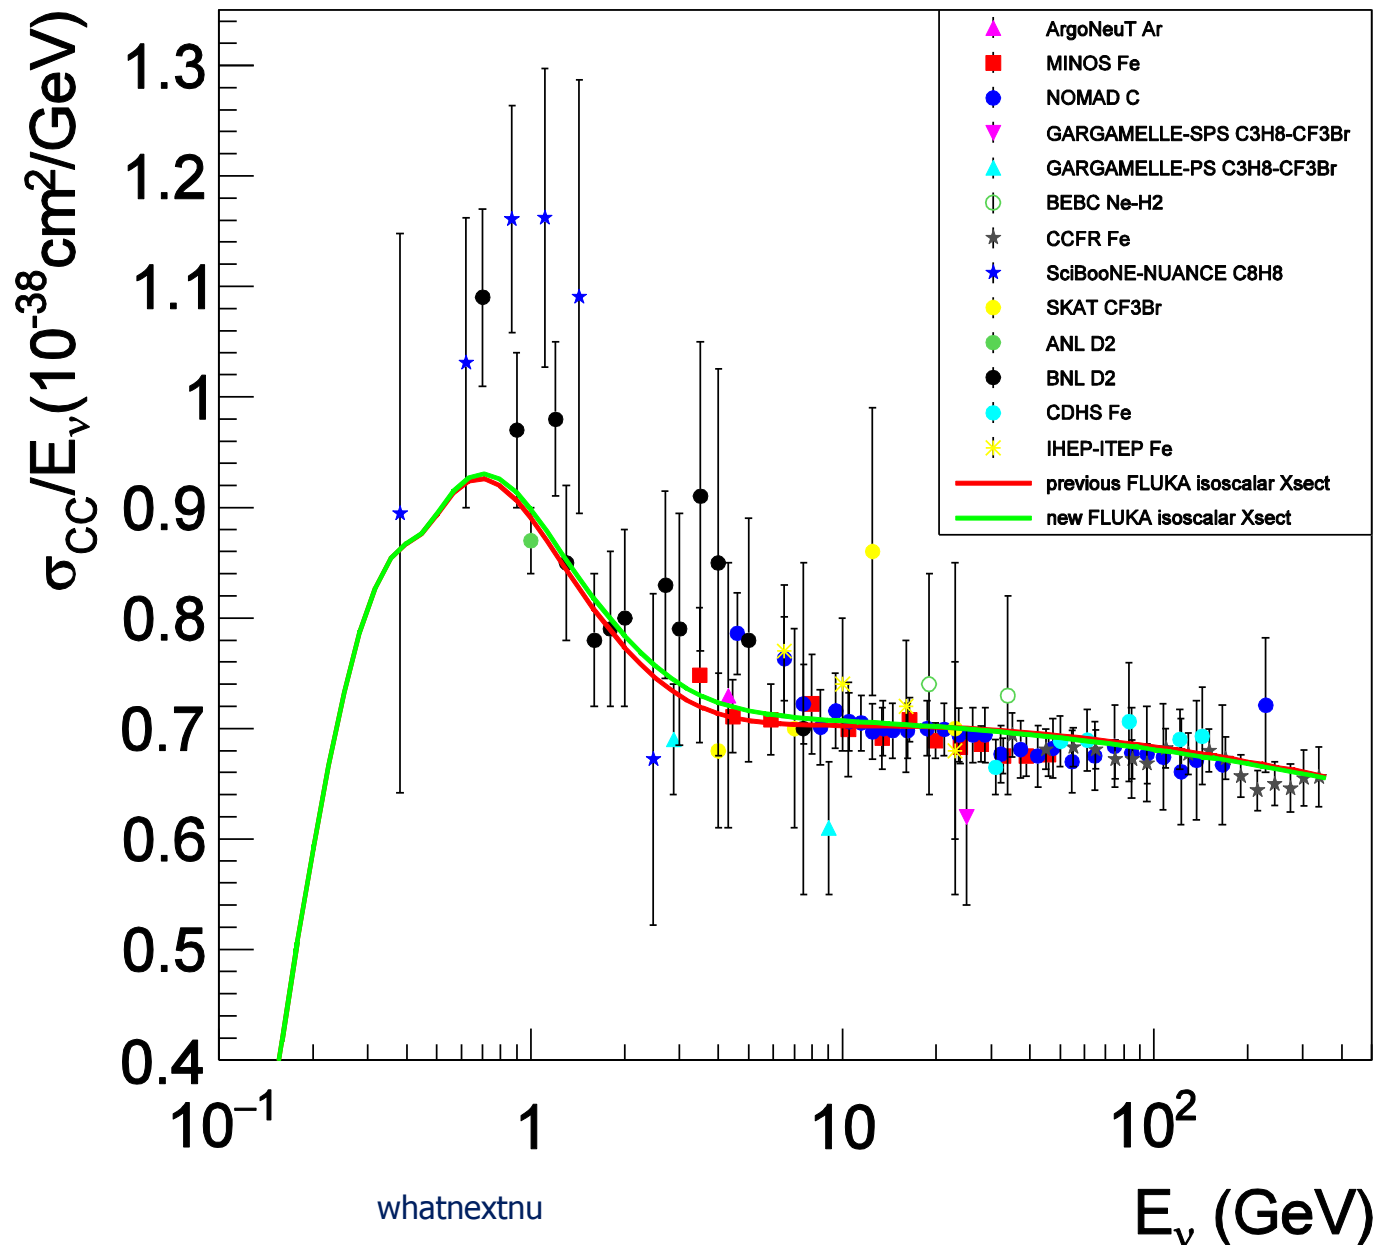 σCC/Eν(10-38cm2/GeV)
1.3
1.2
1.1
1
0.9
0.8
0.7
0.6
0.5
0.4
10−1
1
10
102
Eν (GeV)
ArgoNeuT Ar
MINOS Fe
NOMAD C
GARGAMELLE-SPS C3H8-CF3Br
GARGAMELLE-PS C3H8-CF3Br
BEBC Ne-H2
CCFR Fe
SciBooNE-NUANCE C8H8
SKAT CF3Br
ANL D2
BNL D2
CDHS Fe
IHEP-ITEP Fe
previous FLUKA isoscalar Xsect
new FLUKA isoscalar Xsect
whatnextnu